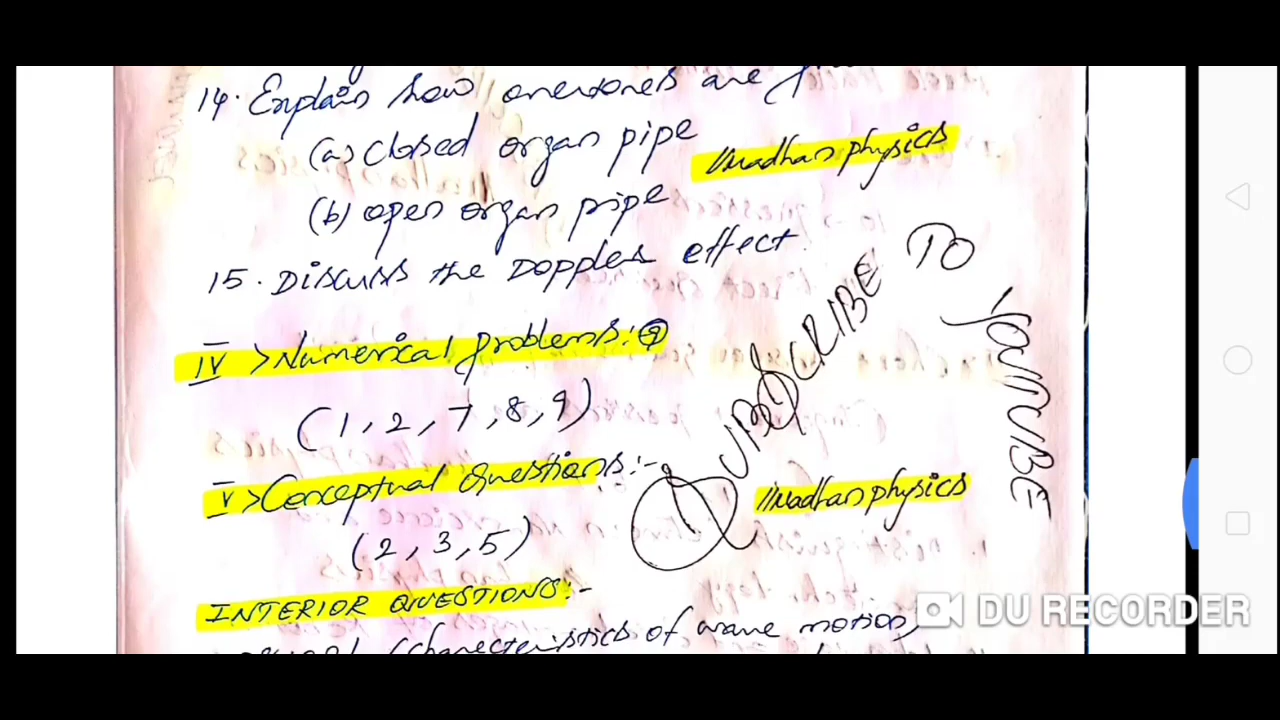 14. Explain how overtones are
(a) closed organ pipe
Madhan physics
(b) open organ pipe
15. Discuss the Doppler effect.
IV > Numerical problems:-
(1, 2, 7, 8, 9)
V > Conceptual Questions:-
(2, 3, 5)
SUBSCRIBE TO
YOUTUBE
Madhan physics
INTERIOR QUESTIONS:-
(characteristics of wave motion,
DU RECORDER